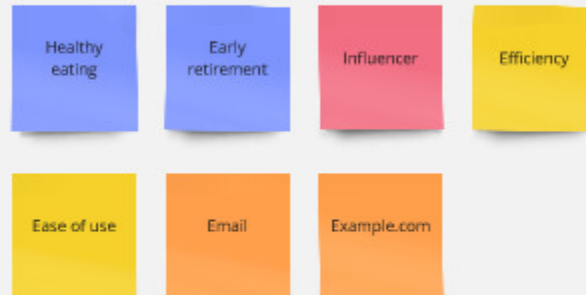 Healthy
eating
Early
retirement
Influencer
Efficiency
Ease of use
Email
Example.com